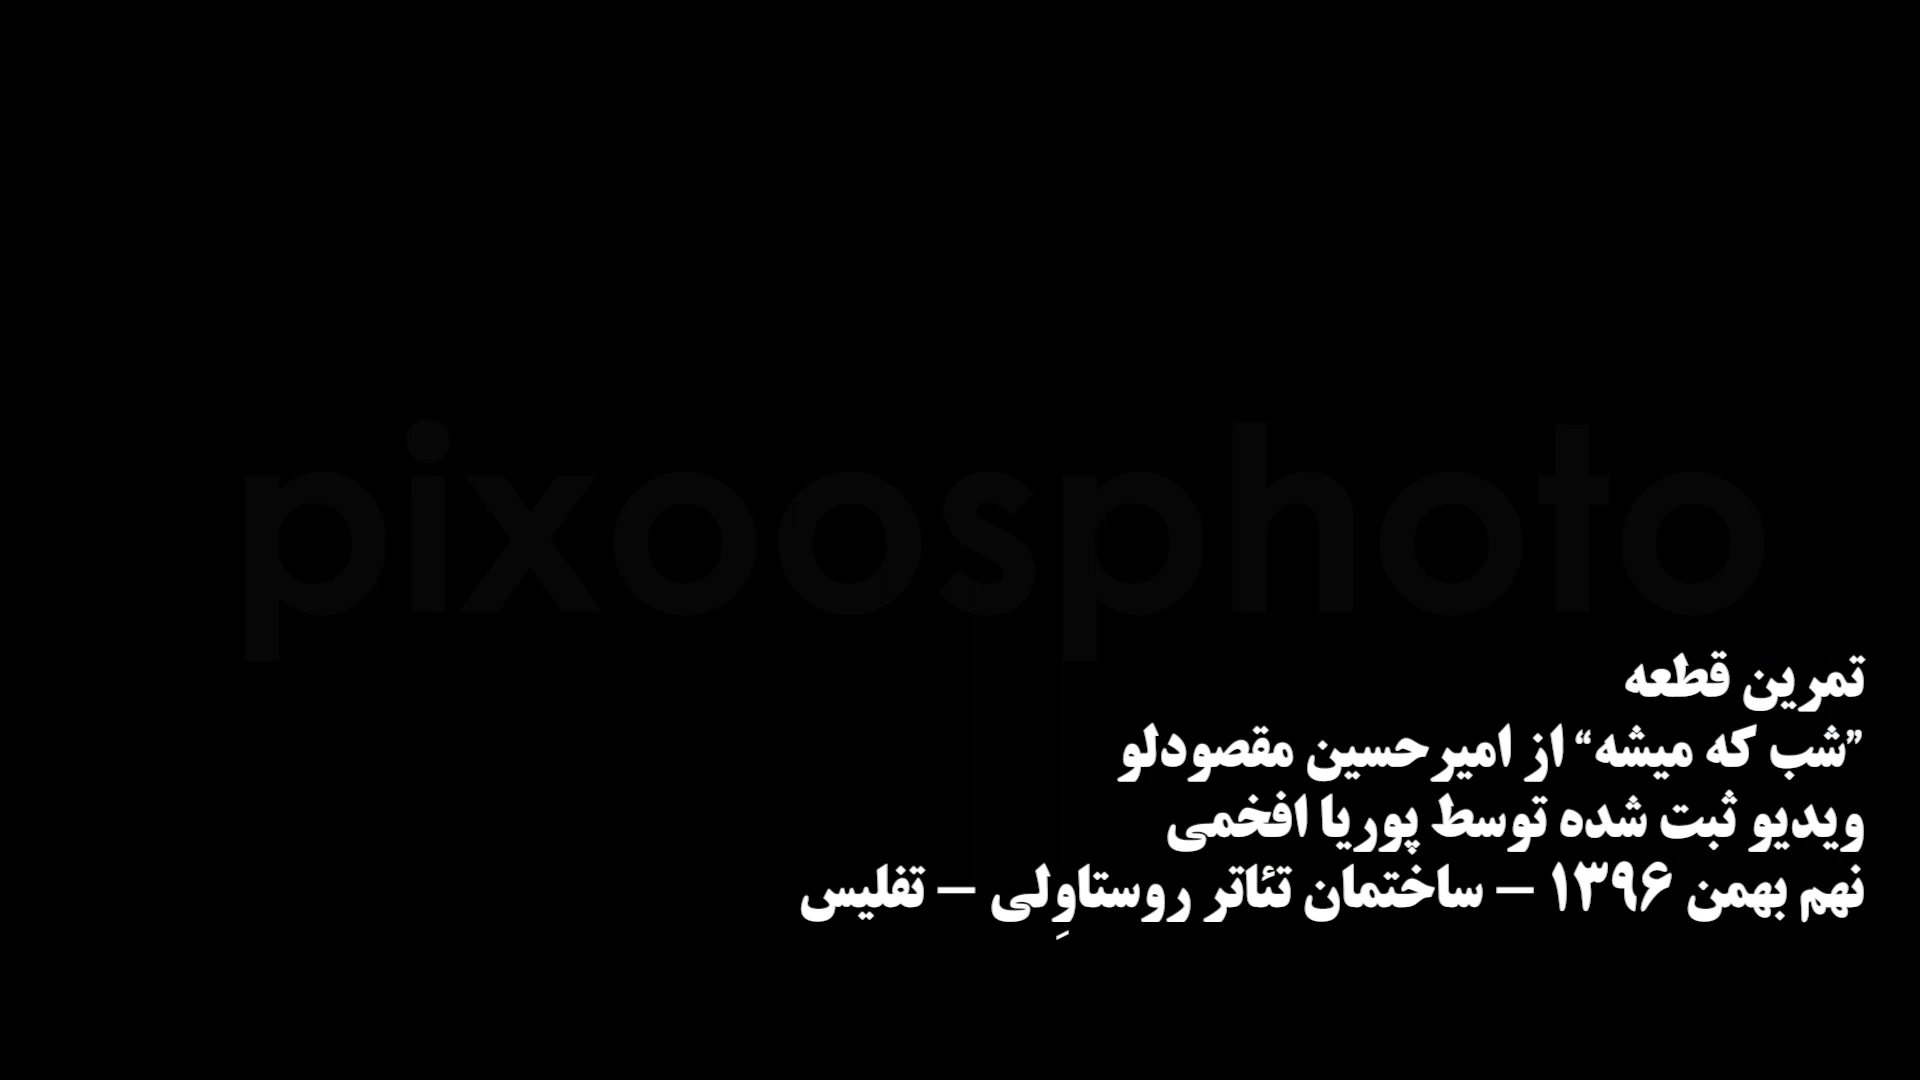 pixoosphoto
تمرین قطعه
”شب که میشه“ از امیرحسین مقصودلو
ویدیو ثبت شده توسط پوریا افخمی
نهم بهمن ۱۳۹۶ – ساختمان تئاتر روستاوِلی – تفلیس